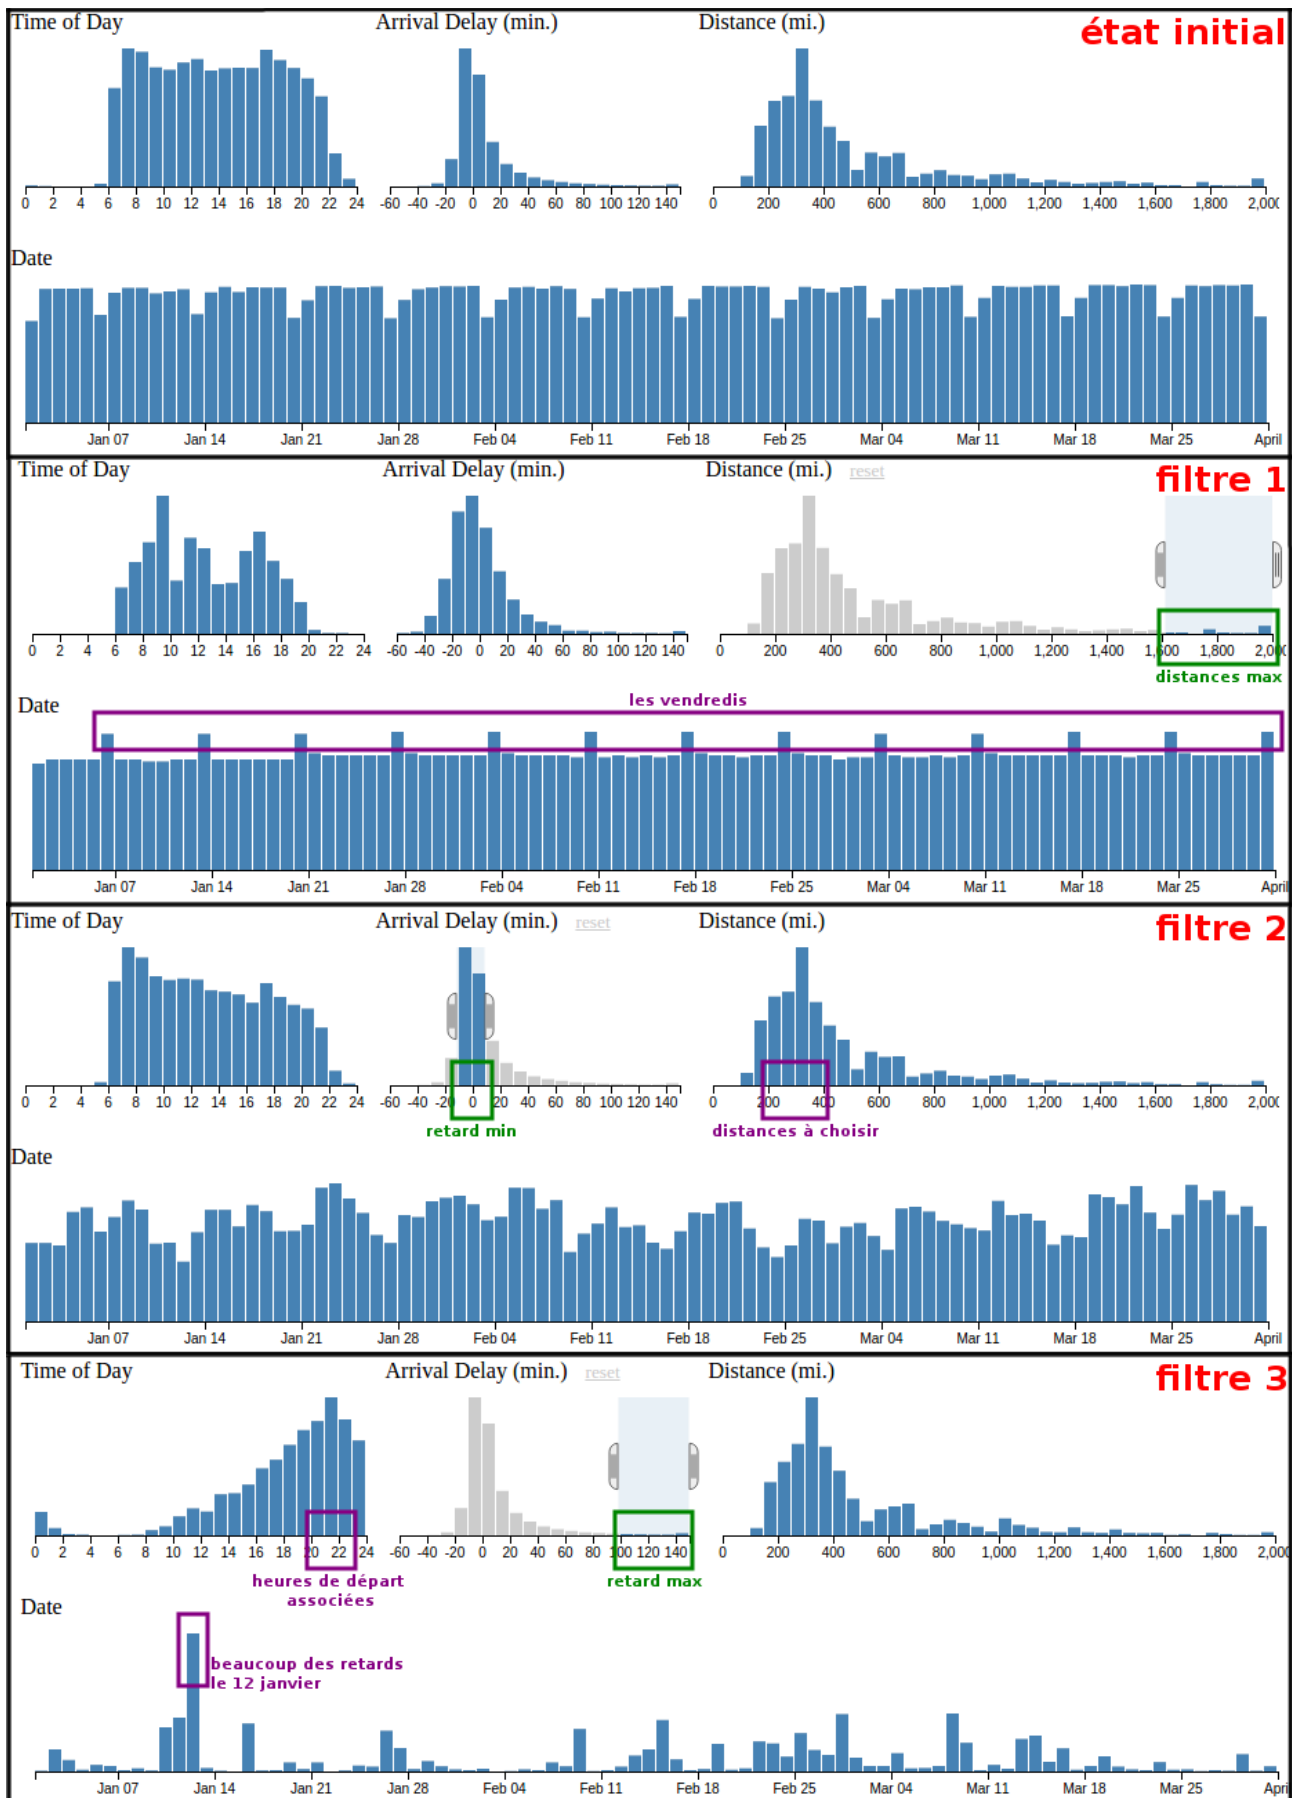 Time of Day Arrival Delay (min.) Distance (mi.) état initial
0 2 4 6 8 10 12 14 16 18 20 22 24 -60 -40 -20 0 20 40 60 80 100 120 140 0 200 400 600 800 1,000 1,200 1,400 1,600 1,800 2,000
Date
Jan 07 Jan 14 Jan 21 Jan 28 Feb 04 Feb 11 Feb 18 Feb 25 Mar 04 Mar 11 Mar 18 Mar 25 April
Time of Day Arrival Delay (min.) Distance (mi.) reset filtre 1
0 2 4 6 8 10 12 14 16 18 20 22 24 -60 -40 -20 0 20 40 60 80 100 120 140 0 200 400 600 800 1,000 1,200 1,400 1,600 1,800 2,000
distances max
Date les vendredis
Jan 07 Jan 14 Jan 21 Jan 28 Feb 04 Feb 11 Feb 18 Feb 25 Mar 04 Mar 11 Mar 18 Mar 25 April
Time of Day Arrival Delay (min.) reset Distance (mi.) filtre 2
0 2 4 6 8 10 12 14 16 18 20 22 24 -60 -40 -20 0 20 40 60 80 100 120 140 0 200 400 600 800 1,000 1,200 1,400 1,600 1,800 2,000
retard min distances à choisir
Date
Jan 07 Jan 14 Jan 21 Jan 28 Feb 04 Feb 11 Feb 18 Feb 25 Mar 04 Mar 11 Mar 18 Mar 25 April
Time of Day Arrival Delay (min.) reset Distance (mi.) filtre 3
0 2 4 6 8 10 12 14 16 18 20 22 24 -60 -40 -20 0 20 40 60 80 100 120 140 0 200 400 600 800 1,000 1,200 1,400 1,600 1,800 2,000
heures de départ retard max
associées
Date
beaucoup des retards
le 12 janvier
Jan 07 Jan 14 Jan 21 Jan 28 Feb 04 Feb 11 Feb 18 Feb 25 Mar 04 Mar 11 Mar 18 Mar 25 April